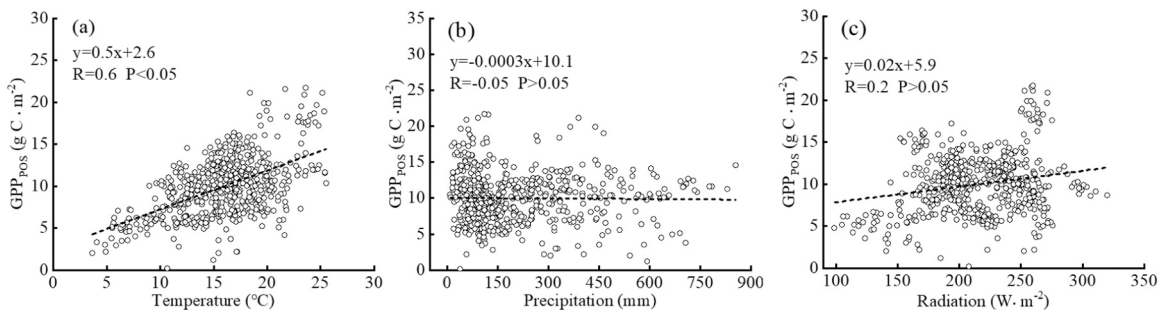 (a)
y=0.5x+2.6
R=0.6 P<0.05
GPP_POS (g C · m⁻²)
30
25
20
15
10
5
0
0 5 10 15 20 25 30
Temperature (℃)
(b)
y=-0.0003x+10.1
R=-0.05 P>0.05
GPP_POS (g C · m⁻²)
35
30
25
20
15
10
5
0
0 150 300 450 600 750 900
Precipitation (mm)
(c)
y=0.02x+5.9
R=0.2 P>0.05
GPP_POS (g C · m⁻²)
30
25
20
15
10
5
0
100 150 200 250 300 350
Radiation (W· m⁻²)